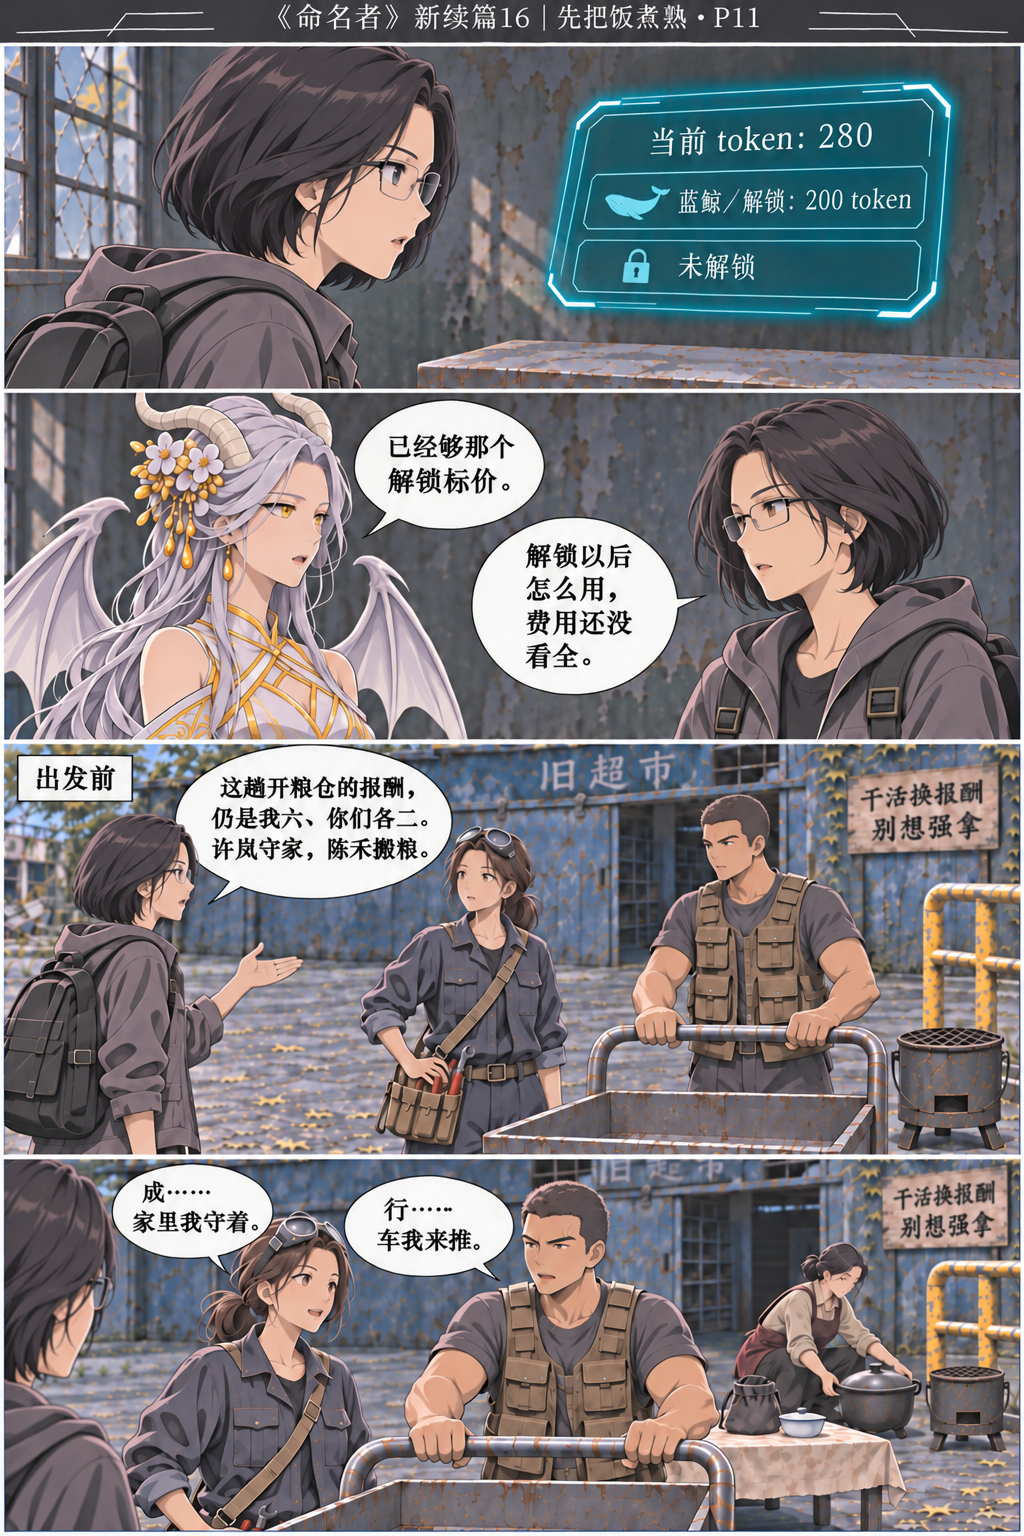 《命名者》新续篇16｜先把饭煮熟・P11
当前 token: 280
蓝鲸／解锁: 200 token
未解锁
已经够那个
解锁标价。
解锁以后
怎么用，
费用还没
看全。
出发前
这趟开粮仓的报酬，
仍是我六、你们各二。
许岚守家，陈禾搬粮。
旧超市
干活换报酬
别想强拿
成……
家里我守着。
行……
车我来推。
旧超市
干活换报酬
别想强拿